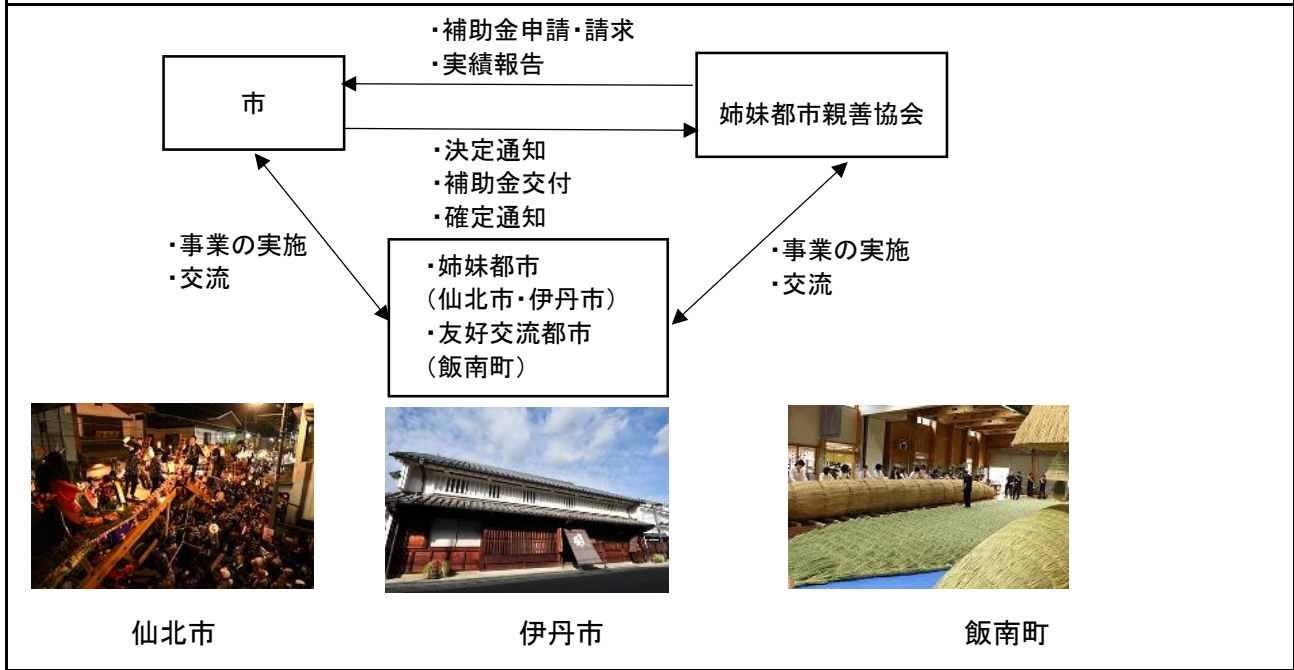 ・補助金申請・請求
・実績報告
市
姉妹都市親善協会
・決定通知
・補助金交付
・確定通知
・事業の実施
・交流
・事業の実施
・交流
・姉妹都市
(仙北市・伊丹市)
・友好交流都市
(飯南町)
仙北市
伊丹市
飯南町